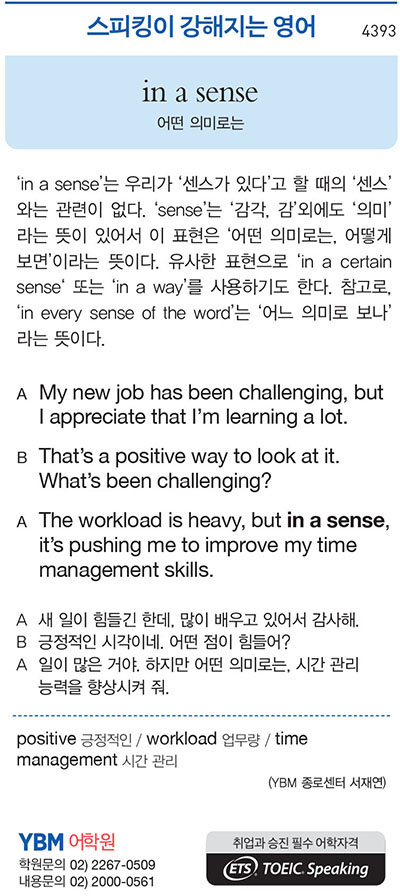 스피킹이 강해지는 영어 4393
in a sense
어떤 의미로는
‘in a sense’는 우리가 ‘센스가 있다’고 할 때의 ‘센스’
와는 관련이 없다. ‘sense’는 ‘감각, 감’외에도 ‘의미’
라는 뜻이 있어서 이 표현은 ‘어떤 의미로는, 어떻게
보면’이라는 뜻이다. 유사한 표현으로 ‘in a certain
sense‘ 또는 ‘in a way’를 사용하기도 한다. 참고로,
‘in every sense of the word’는 ‘어느 의미로 보나’
라는 뜻이다.
A My new job has been challenging, but
I appreciate that I’m learning a lot.
B That’s a positive way to look at it.
What’s been challenging?
A The workload is heavy, but in a sense,
it’s pushing me to improve my time
management skills.
A 새 일이 힘들긴 한데, 많이 배우고 있어서 감사해.
B 긍정적인 시각이네. 어떤 점이 힘들어?
A 일이 많은 거야. 하지만 어떤 의미로는, 시간 관리
능력을 향상시켜 줘.
positive 긍정적인 / workload 업무량 / time
management 시간 관리
(YBM 종로센터 서재연)
YBM 어학원
학원문의 02) 2267-0509
내용문의 02) 2000-0561
취업과 승진 필수 어학자격
ETS TOEIC Speaking